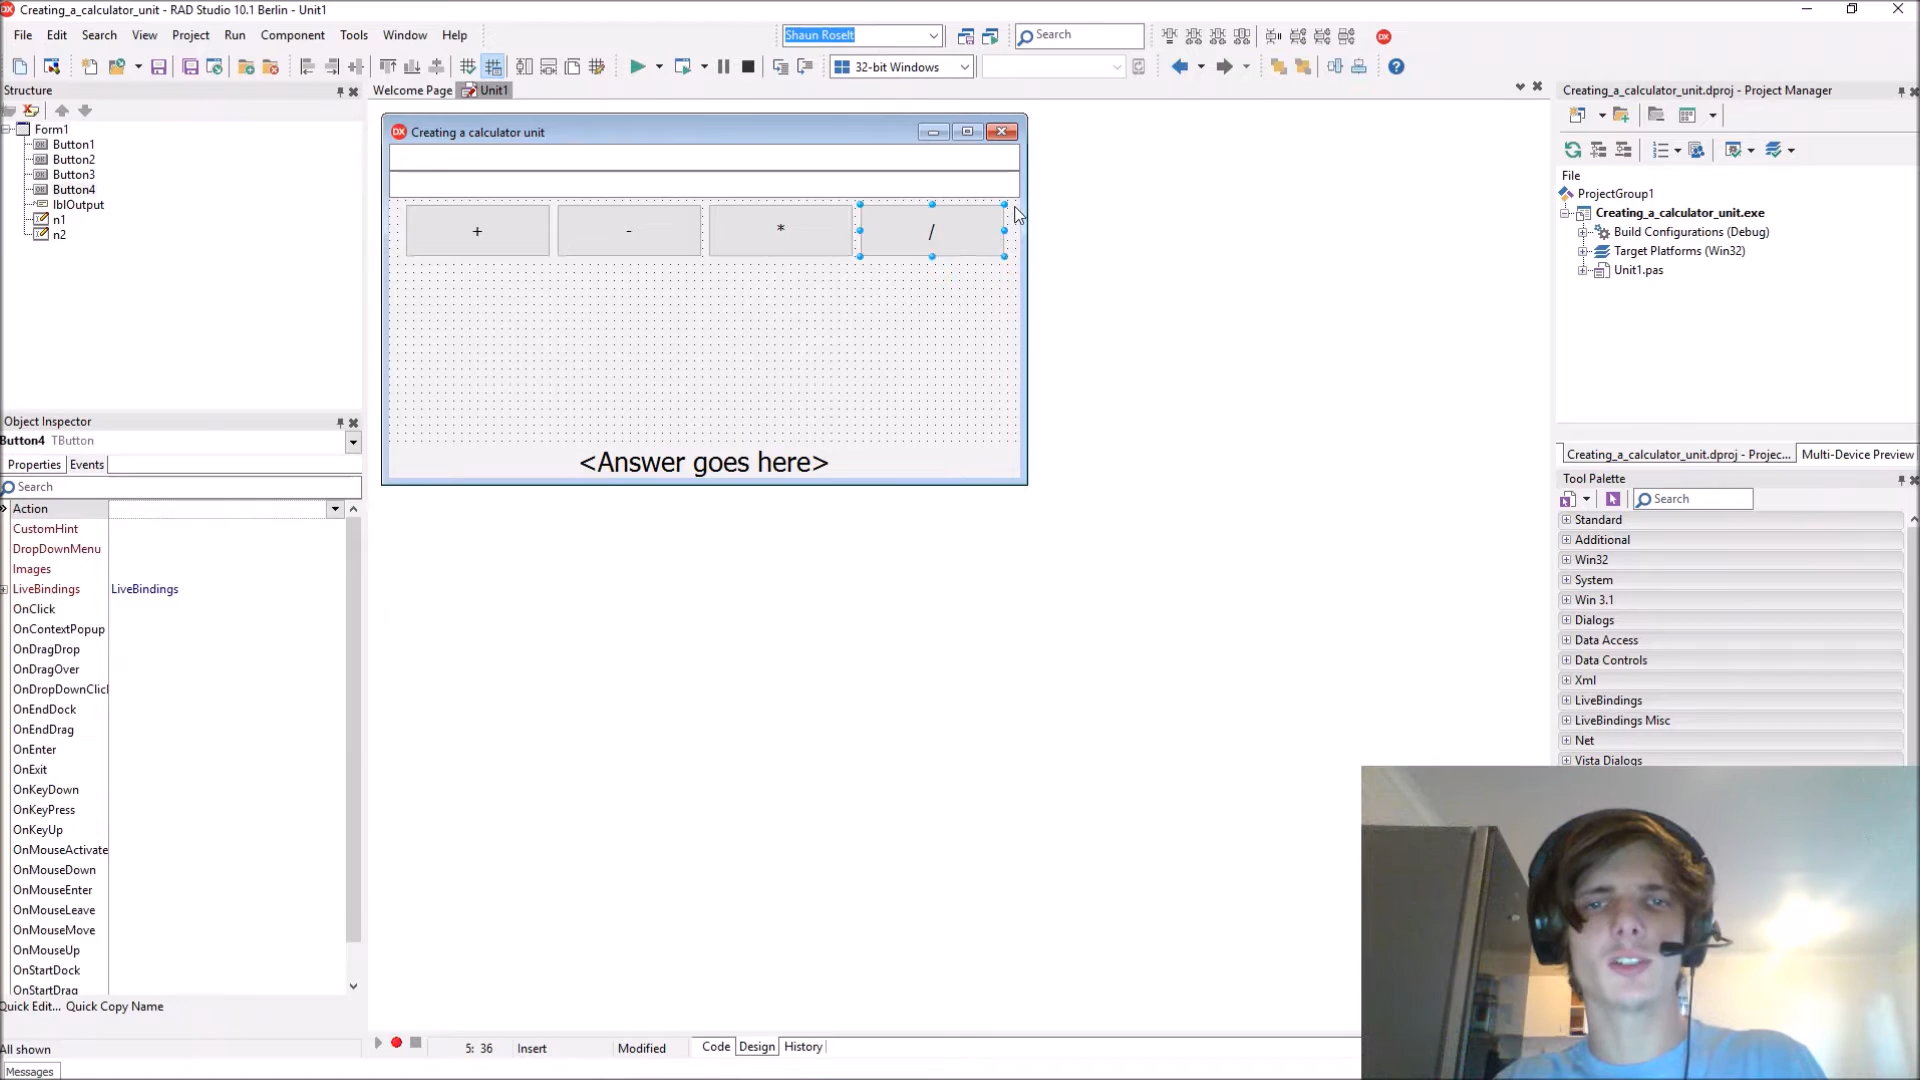 Creating_a_calculator_unit - RAD Studio 10.1 Berlin - Unit1
File Edit Search View Project Run Component Tools Window Help
Shaun Roselt
Search
32-bit Windows
Structure
Welcome Page
Unit1
Creating_a_calculator_unit.dproj - Project Manager
Form1
Button1
Button2
Button3
Button4
lblOutput
n1
n2
Creating a calculator unit
+ - * /
<Answer goes here>
File
ProjectGroup1
Creating_a_calculator_unit.exe
Build Configurations (Debug)
Target Platforms (Win32)
Unit1.pas
Object Inspector
Button4 TButton
Properties Events
Search
Action
CustomHint
DropDownMenu
Images
LiveBindings LiveBindings
OnClick
OnContextPopup
OnDragDrop
OnDragOver
OnDropDownClic
OnEndDock
OnEndDrag
OnEnter
OnExit
OnKeyDown
OnKeyPress
OnKeyUp
OnMouseActivate
OnMouseDown
OnMouseEnter
OnMouseLeave
OnMouseMove
OnMouseUp
OnStartDock
OnStartDrag
Quick Edit... Quick Copy Name
All shown
Messages
5: 36 Insert Modified Code Design History
Creating_a_calculator_unit.dproj - Projec... Multi-Device Preview
Tool Palette
Search
Standard
Additional
Win32
System
Win 3.1
Dialogs
Data Access
Data Controls
Xml
LiveBindings
LiveBindings Misc
Net
Vista Dialogs